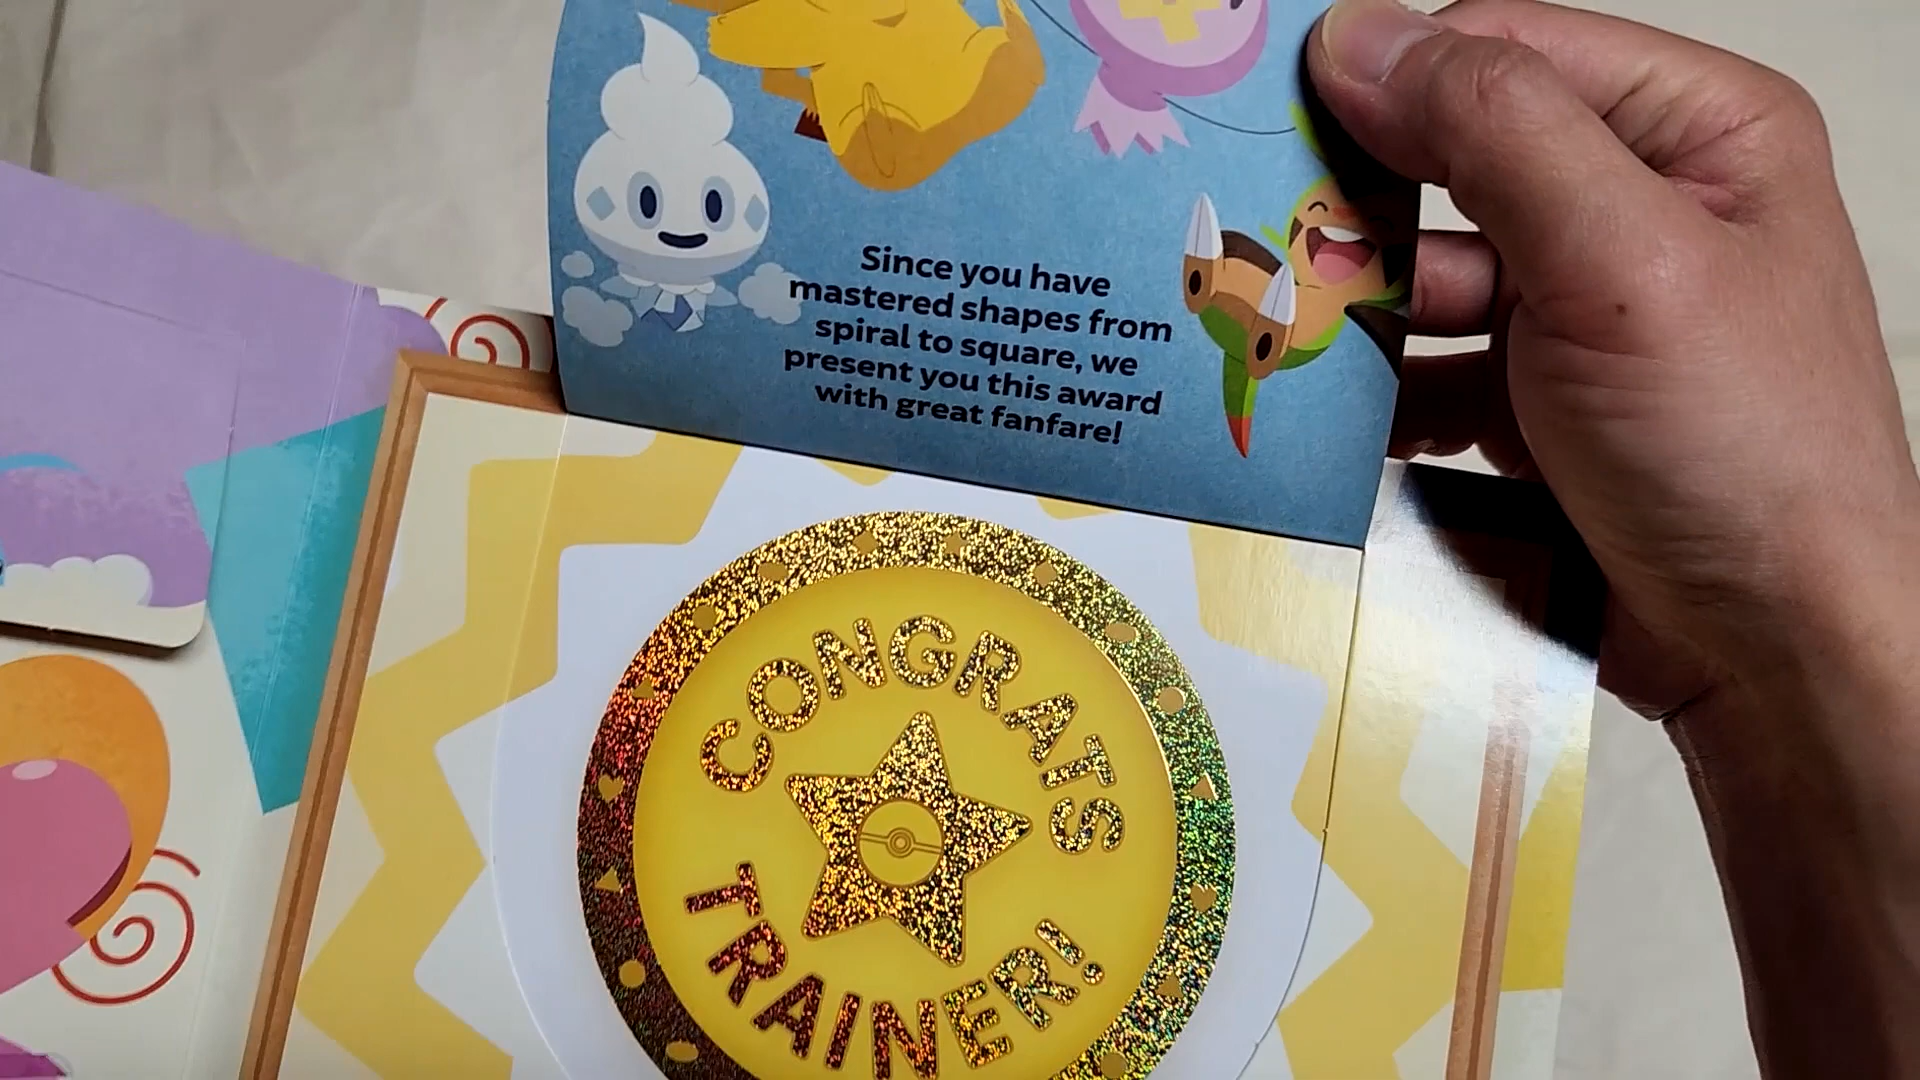 Since you have
mastered shapes from
spiral to square, we
present you this award
with great fanfare!
CONGRATS
TRAINER!